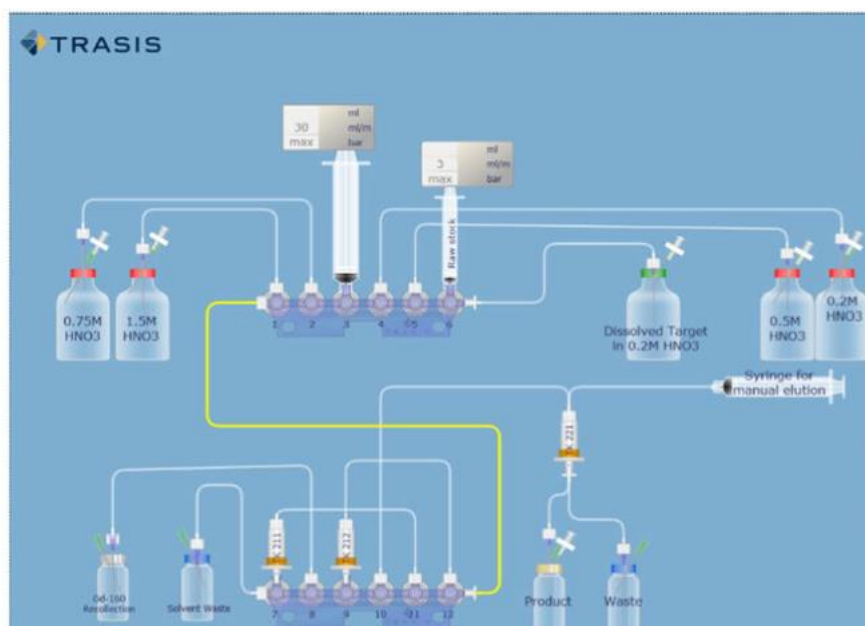 TRASIS
ml
30 ml/m
max bar
ml
3 ml/m
max bar
Raw stock
0.75M
HNO3
1.5M
HNO3
1
2
3
4
5
6
Dissolved Target
in 0.2M HNO3
0.5M
HNO3
0.2M
HNO3
Syringe for
manual elution
K 221
K 211
K 212
Gd-160
Recollection
Solvent Waste
7
8
9
10
11
12
Product
Waste